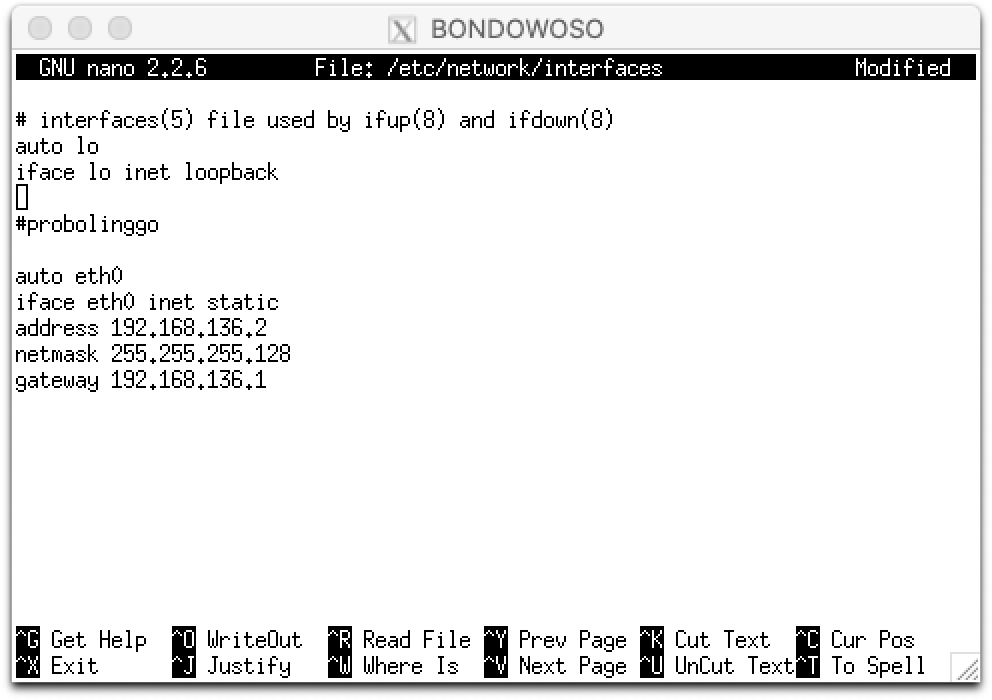 BONDOWOSO
GNU nano 2.2.6 File: /etc/network/interfaces Modified
# interfaces(5) file used by ifup(8) and ifdown(8)
auto lo
iface lo inet loopback
#probolinggo
auto eth0
iface eth0 inet static
address 192.168.136.2
netmask 255.255.255.128
gateway 192.168.136.1
^G Get Help ^O WriteOut ^R Read File ^Y Prev Page ^K Cut Text ^C Cur Pos
^X Exit ^J Justify ^W Where Is ^V Next Page ^U UnCut Text ^T To Spell